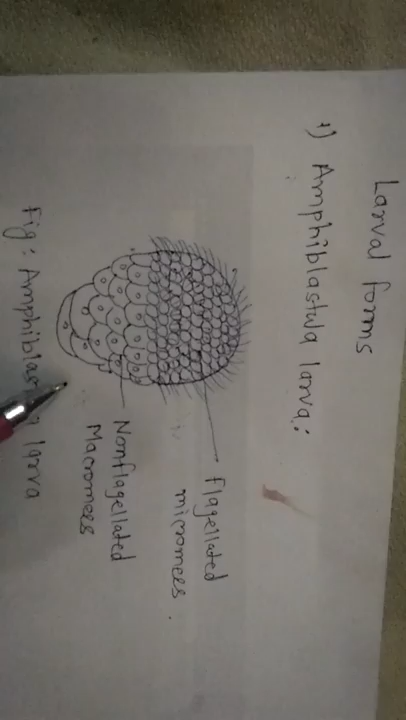 Larval forms
1) Amphiblastula larva:
flagellated
micromeres.
Nonflagellated
Macromeres
Fig: Amphiblas a larva